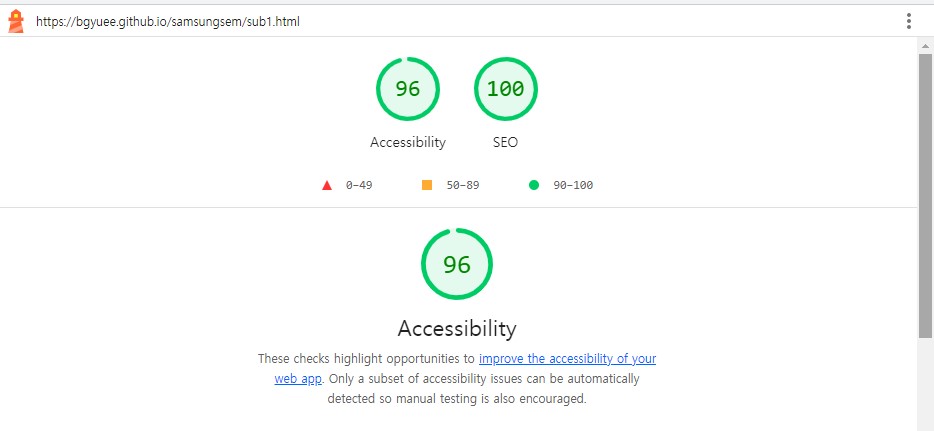 https://bgyuee.github.io/samsungsem/sub1.html
96 100
Accessibility SEO
0–49 50–89 90–100
96
Accessibility
These checks highlight opportunities to improve the accessibility of your
web app. Only a subset of accessibility issues can be automatically
detected so manual testing is also encouraged.